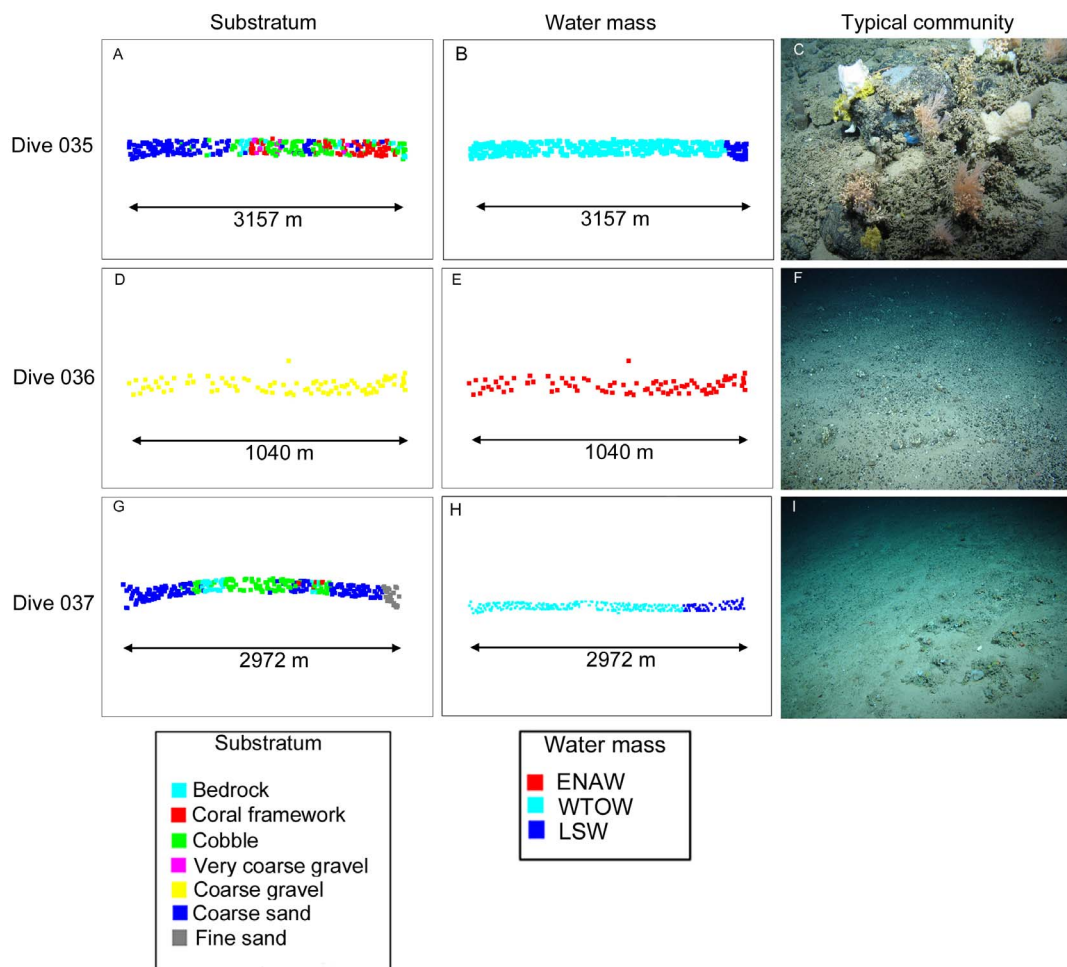 Substratum
Water mass
Typical community
Dive 035
A
3157 m
B
3157 m
C
Dive 036
D
1040 m
E
1040 m
F
Dive 037
G
2972 m
H
2972 m
I
Substratum
Bedrock
Coral framework
Cobble
Very coarse gravel
Coarse gravel
Coarse sand
Fine sand
Water mass
ENAW
WTOW
LSW